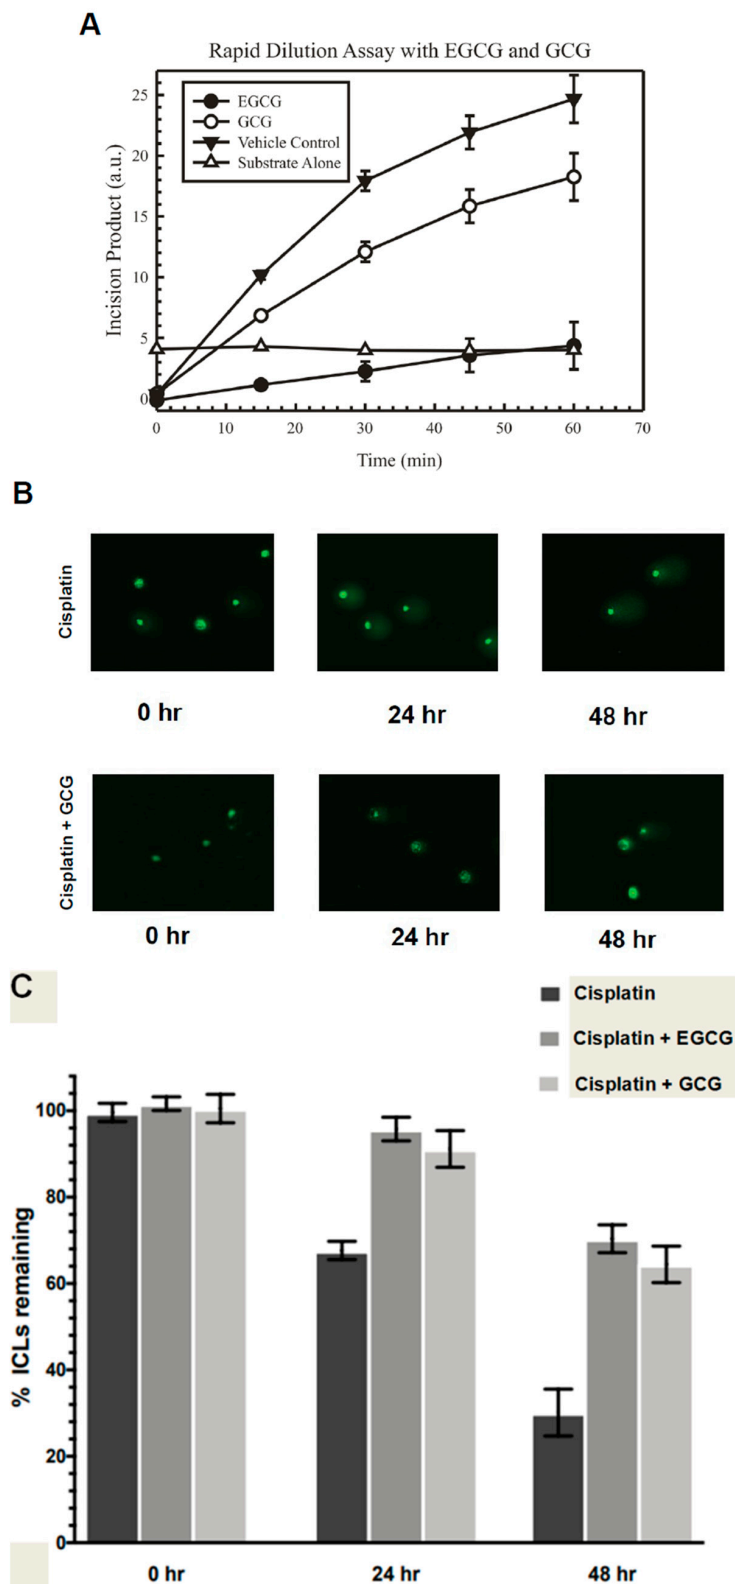 A
Rapid Dilution Assay with EGCG and GCG
EGCG
GCG
Vehicle Control
Substrate Alone
Incision Product (a.u.)
25
20
15
10
5
0
0 10 20 30 40 50 60 70
Time (min)
B
Cisplatin
0 hr 24 hr 48 hr
Cisplatin + GCG
0 hr 24 hr 48 hr
C
Cisplatin
Cisplatin + EGCG
Cisplatin + GCG
% ICLs remaining
100
80
60
40
20
0
0 hr 24 hr 48 hr